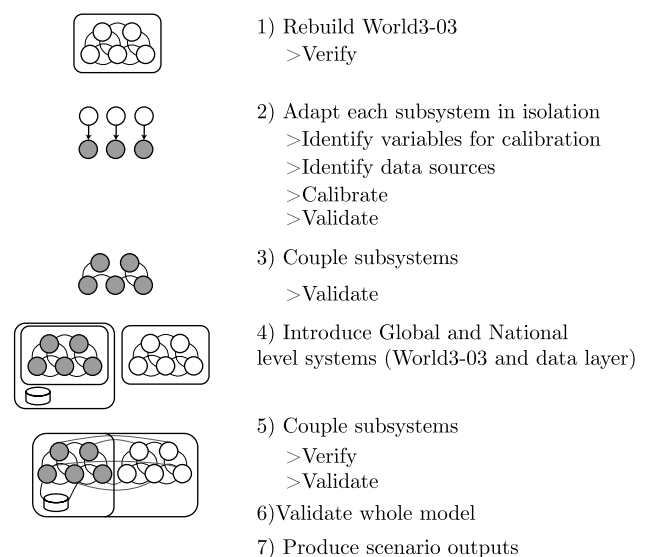 1) Rebuild World3-03
>Verify
2) Adapt each subsystem in isolation
>Identify variables for calibration
>Identify data sources
>Calibrate
>Validate
3) Couple subsystems
>Validate
4) Introduce Global and National
level systems (World3-03 and data layer)
5) Couple subsystems
>Verify
>Validate
6)Validate whole model
7) Produce scenario outputs